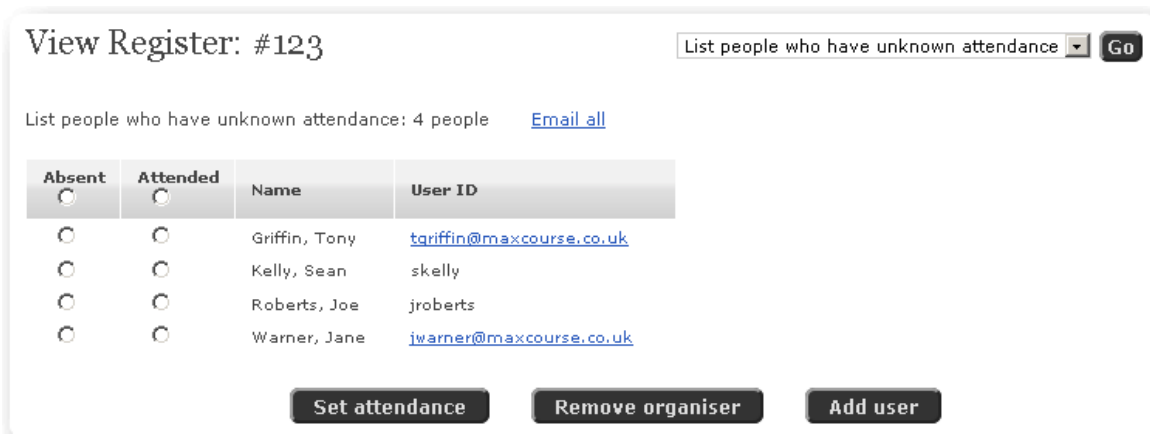 View Register: #123
List people who have unknown attendance Go
List people who have unknown attendance: 4 people Email all
Absent Attended Name User ID
Griffin, Tony tgriffin@maxcourse.co.uk
Kelly, Sean skelly
Roberts, Joe jroberts
Warner, Jane jwarner@maxcourse.co.uk
Set attendance Remove organiser Add user